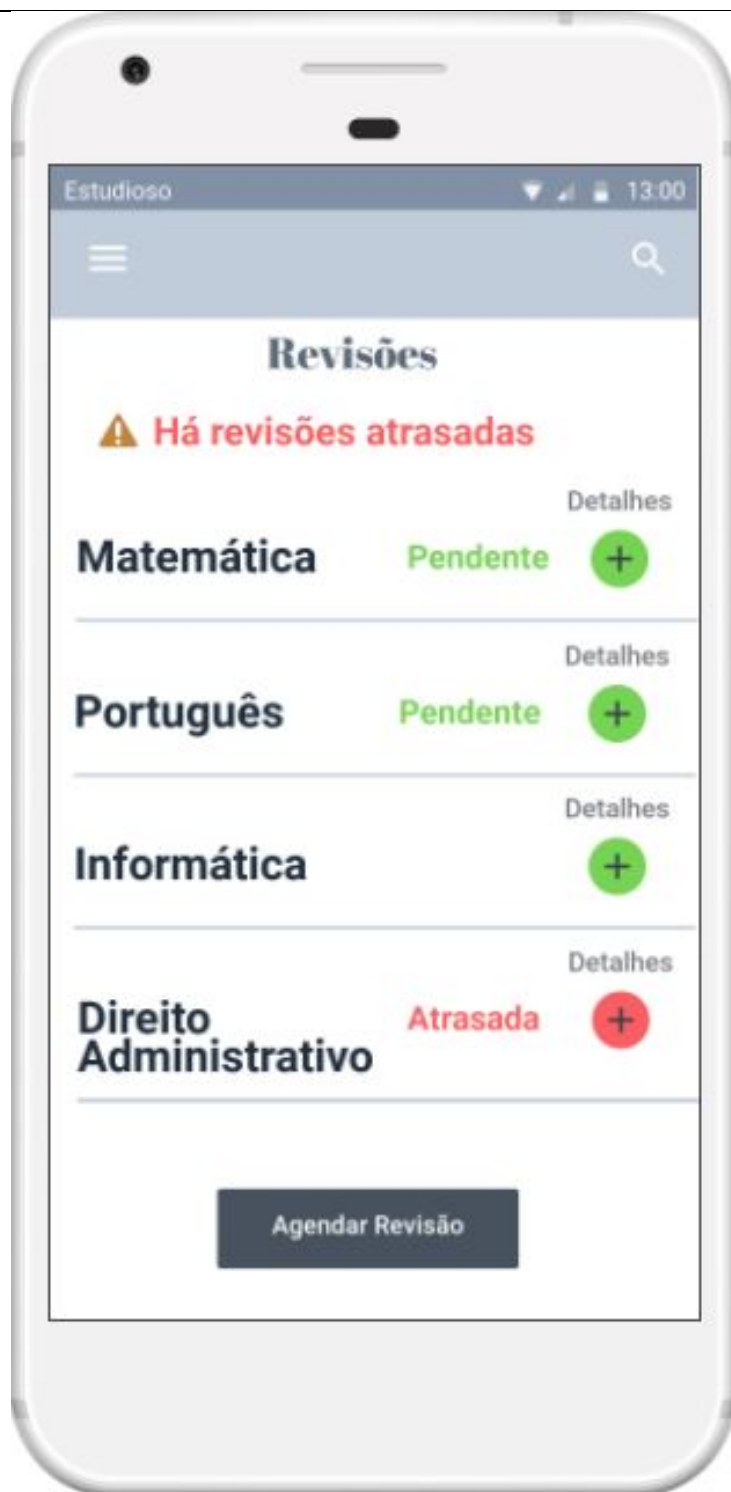 Estudioso 13:00
Revisões
Há revisões atrasadas
Detalhes
Matemática Pendente
Detalhes
Português Pendente
Detalhes
Informática
Detalhes
Direito Atrasada
Administrativo
Agendar Revisão